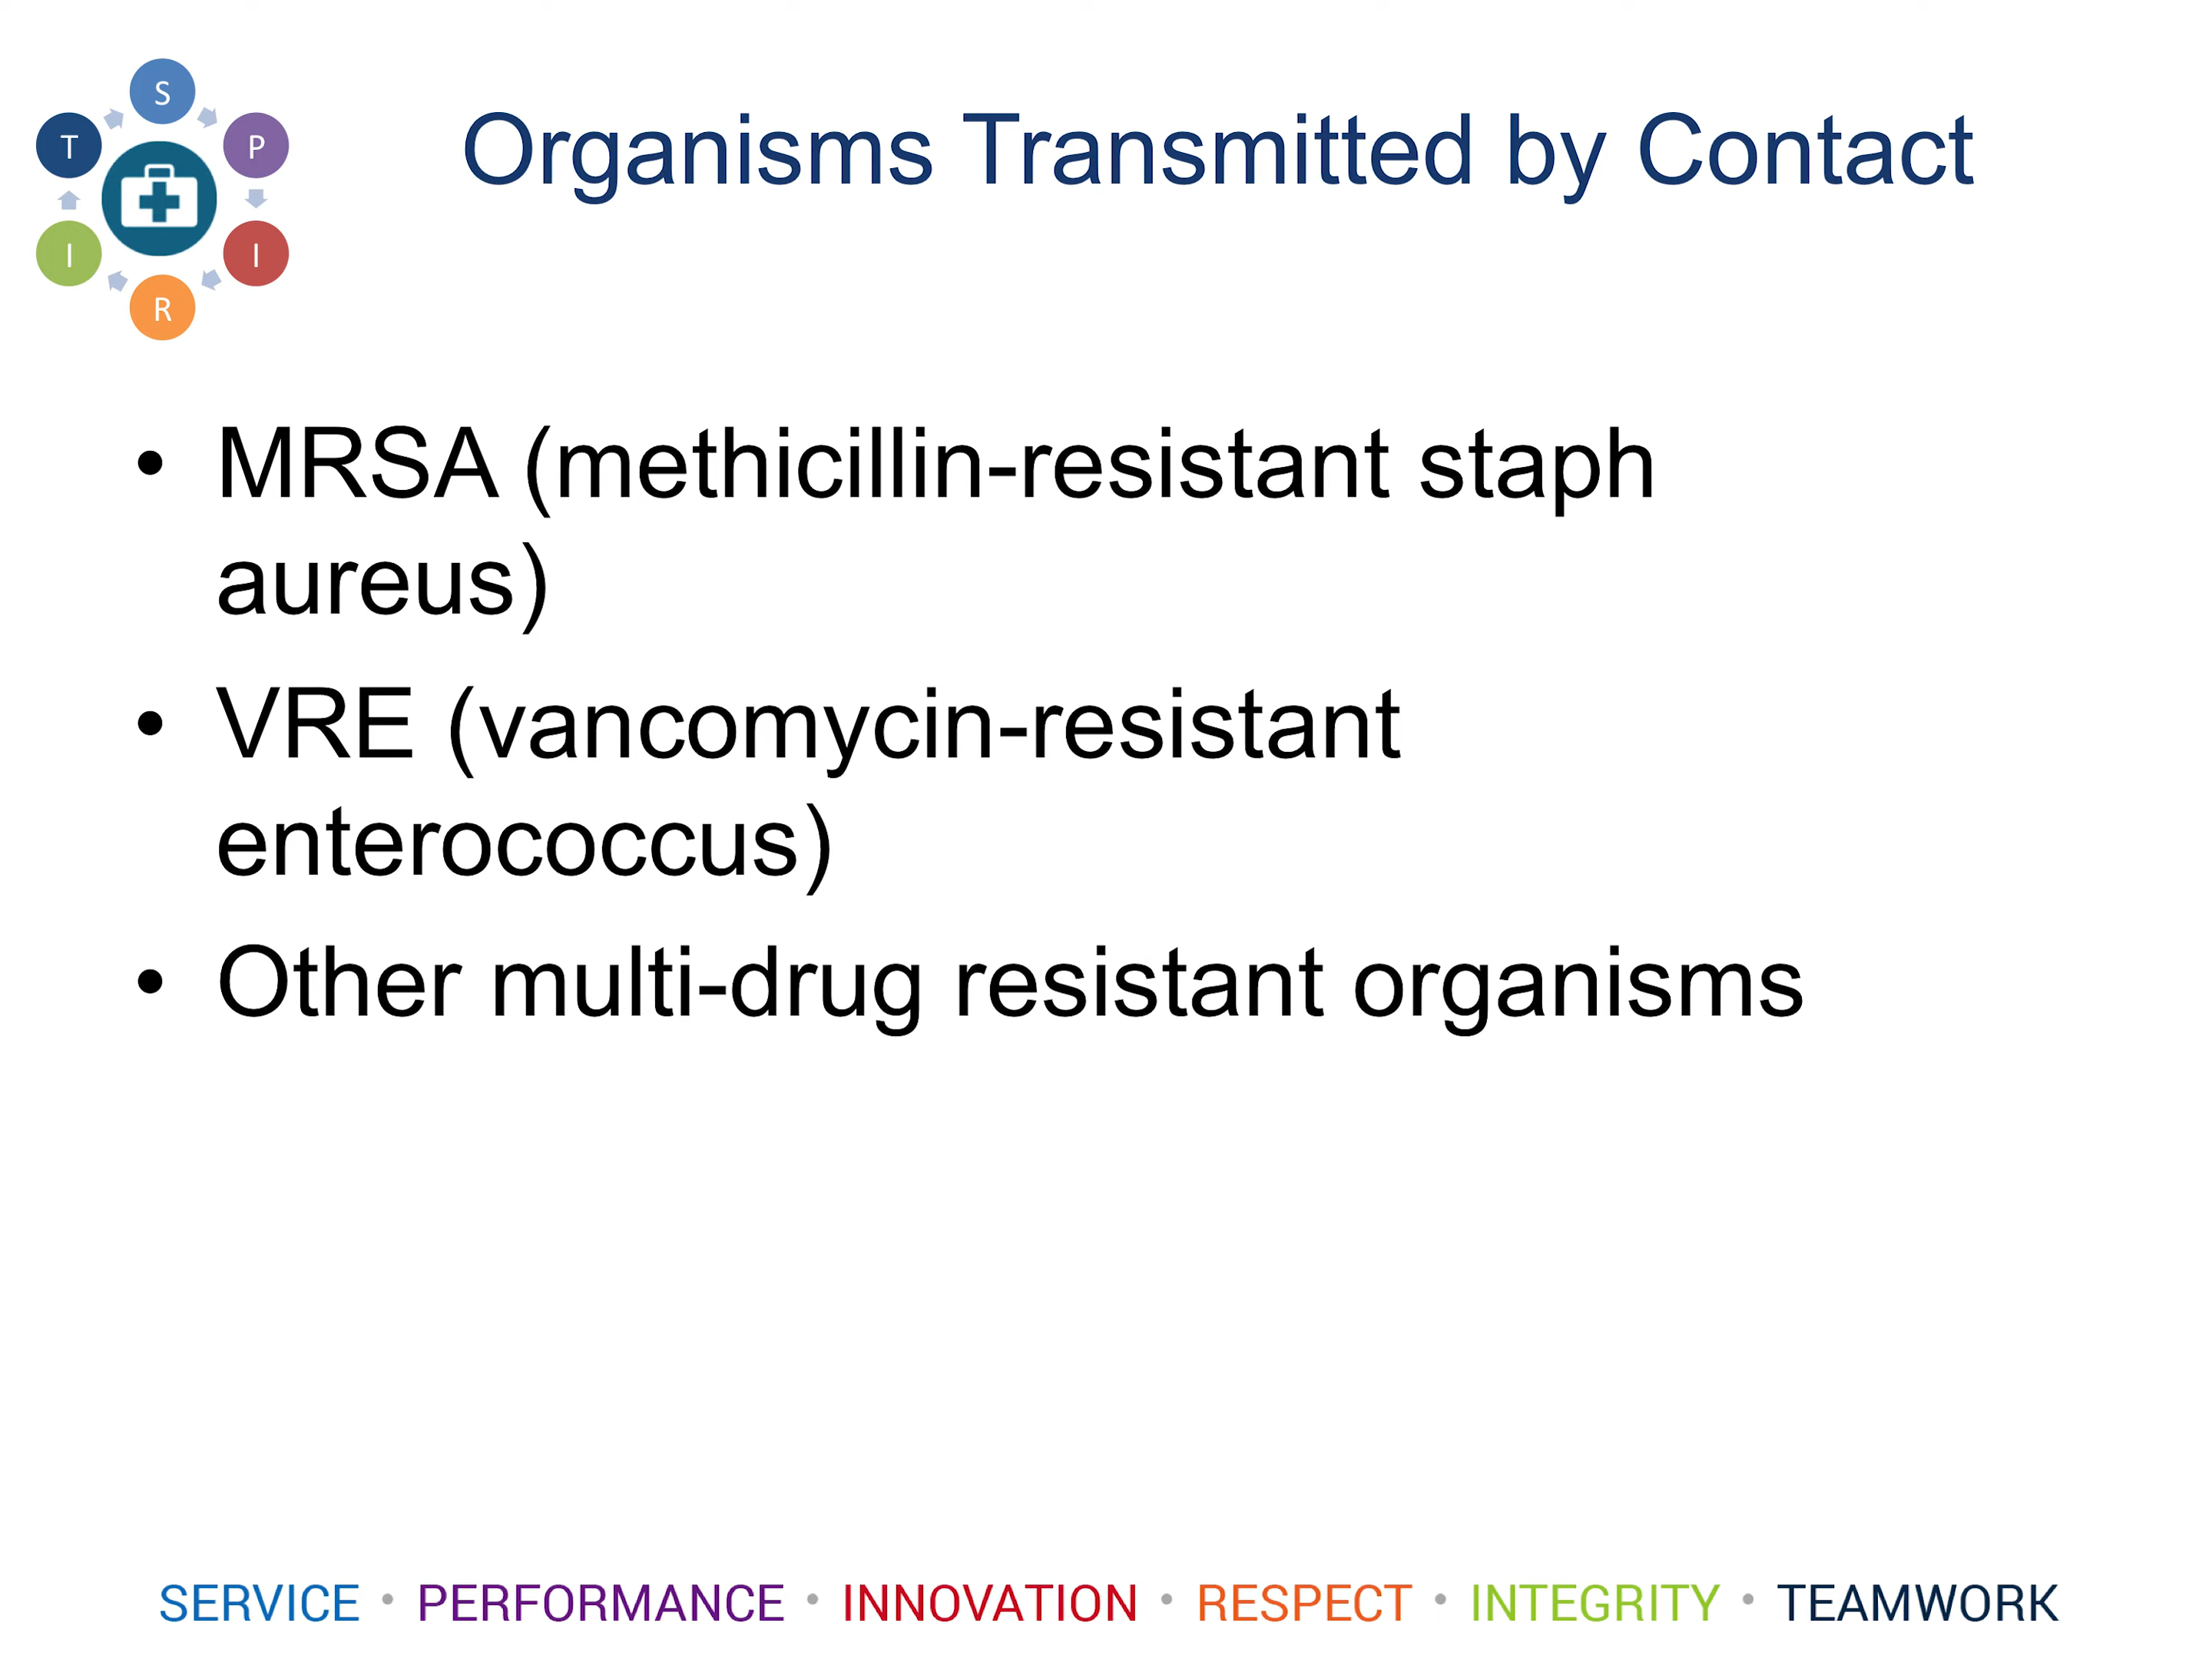 S
T
P
I
I
R
Organisms Transmitted by Contact
• MRSA (methicillin-resistant staph
aureus)
• VRE (vancomycin-resistant
enterococcus)
• Other multi-drug resistant organisms
SERVICE • PERFORMANCE • INNOVATION • RESPECT • INTEGRITY • TEAMWORK